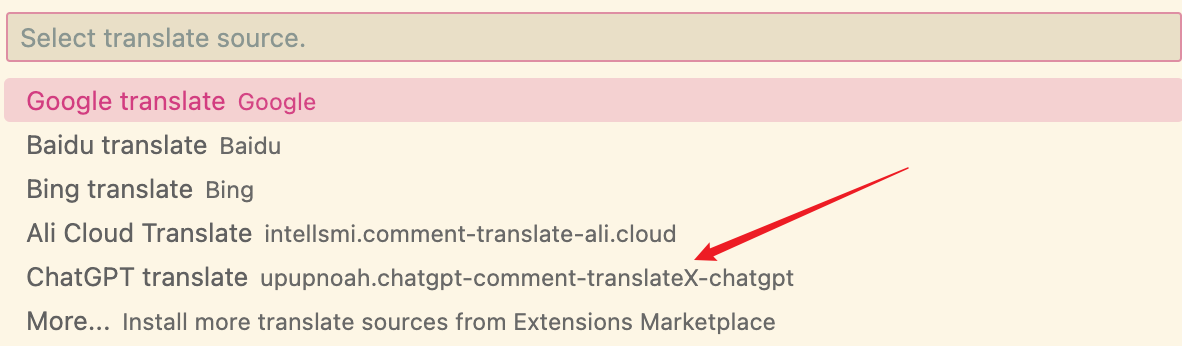 Select translate source.
Google translate Google
Baidu translate Baidu
Bing translate Bing
Ali Cloud Translate intellsmi.comment-translate-ali.cloud
ChatGPT translate upupnoah.chatgpt-comment-translateX-chatgpt
More... Install more translate sources from Extensions Marketplace